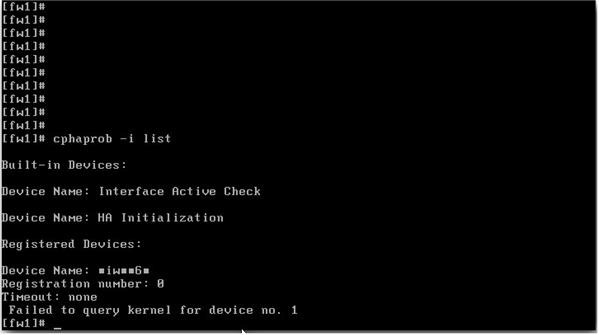 [fw1]#
[fw1]#
[fw1]#
[fw1]#
[fw1]#
[fw1]#
[fw1]#
[fw1]#
[fw1]#
[fw1]#
[fw1]# cphaprob -i list
Built-in Devices:
Device Name: Interface Active Check
Device Name: HA Initialization
Registered Devices:
Device Name: ■iw■■6■
Registration number: 0
Timeout: none
Failed to query kernel for device no. 1
[fw1]# _